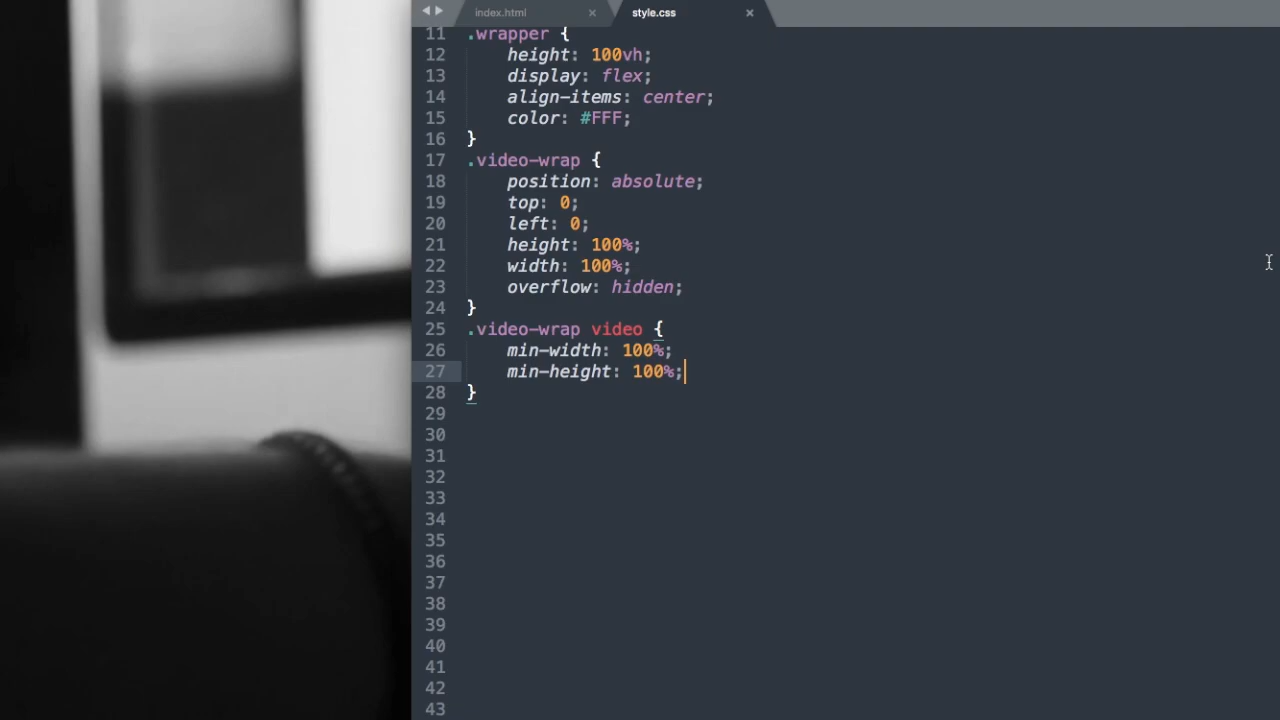 index.html
style.css
11 .wrapper {
12 height: 100vh;
13 display: flex;
14 align-items: center;
15 color: #FFF;
16 }
17 .video-wrap {
18 position: absolute;
19 top: 0;
20 left: 0;
21 height: 100%;
22 width: 100%;
23 overflow: hidden;
24 }
25 .video-wrap video {
26 min-width: 100%;
27 min-height: 100%;
28 }
29
30
31
32
33
34
35
36
37
38
39
40
41
42
43